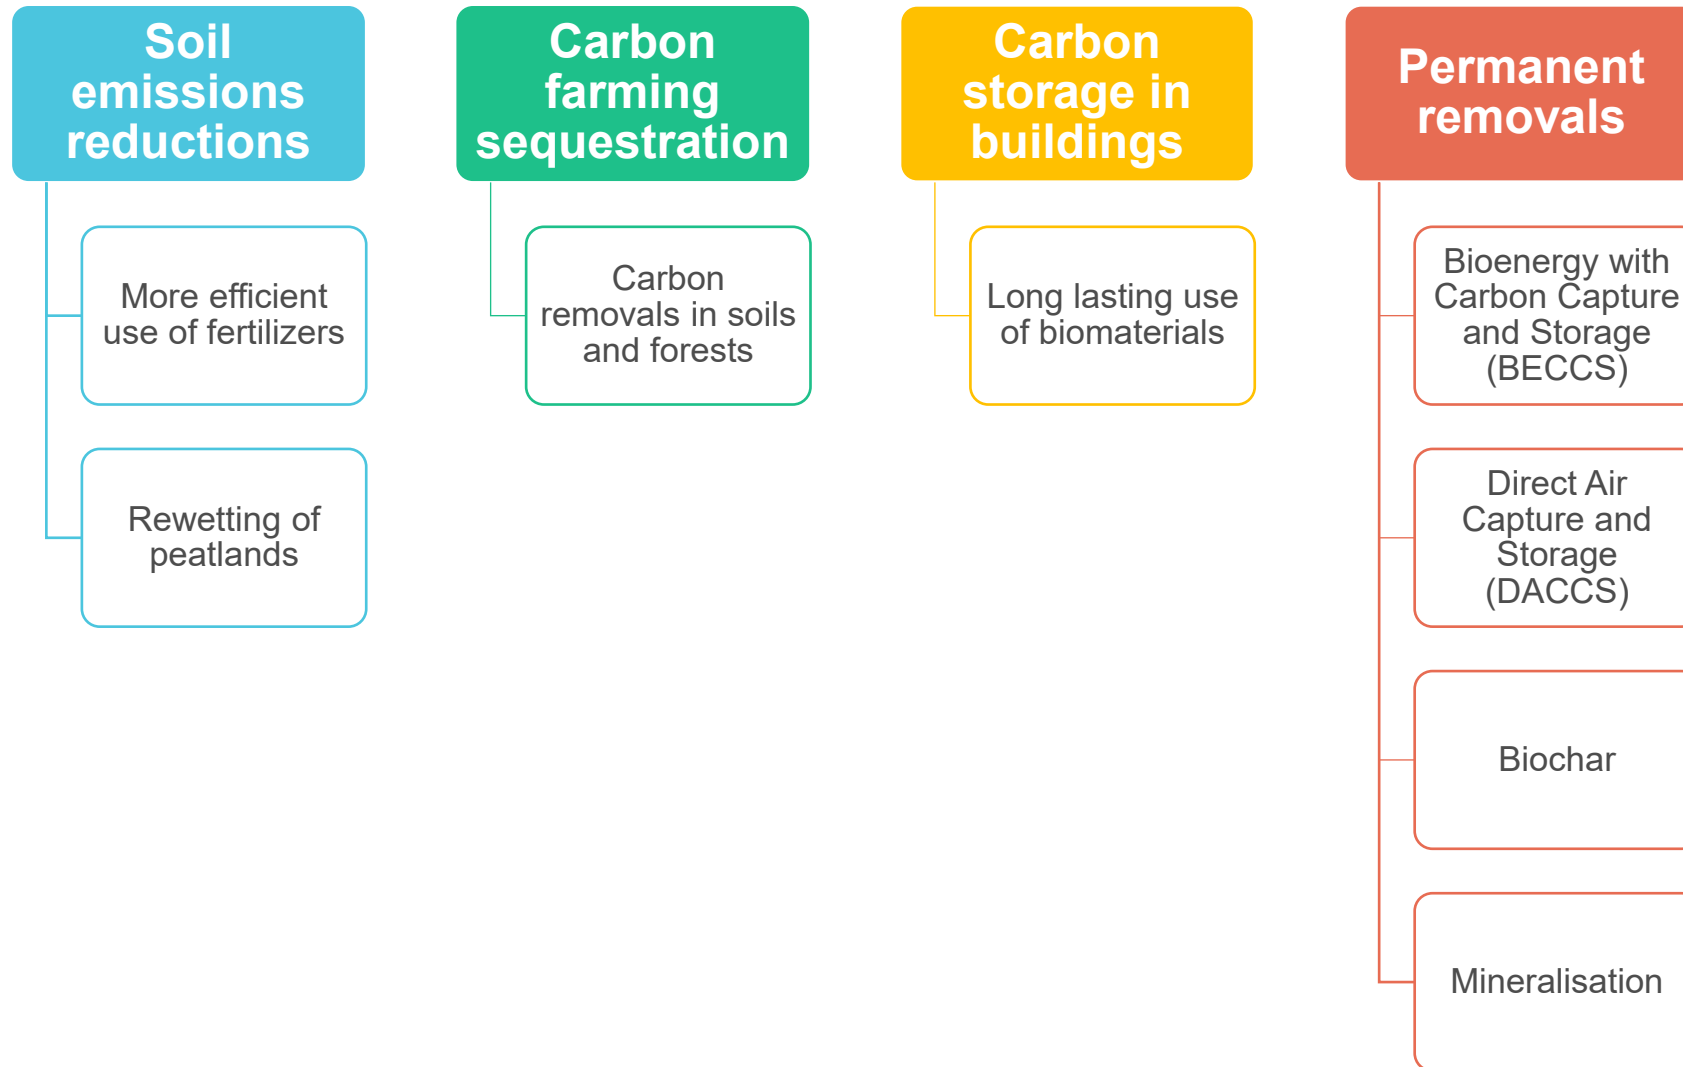 Soil
emissions
reductions
More efficient
use of fertilizers
Rewetting of
peatlands
Carbon
farming
sequestration
Carbon
removals in soils
and forests
Carbon
storage in
buildings
Long lasting use
of biomaterials
Permanent
removals
Bioenergy with
Carbon Capture
and Storage
(BECCS)
Direct Air
Capture and
Storage
(DACCS)
Biochar
Mineralisation